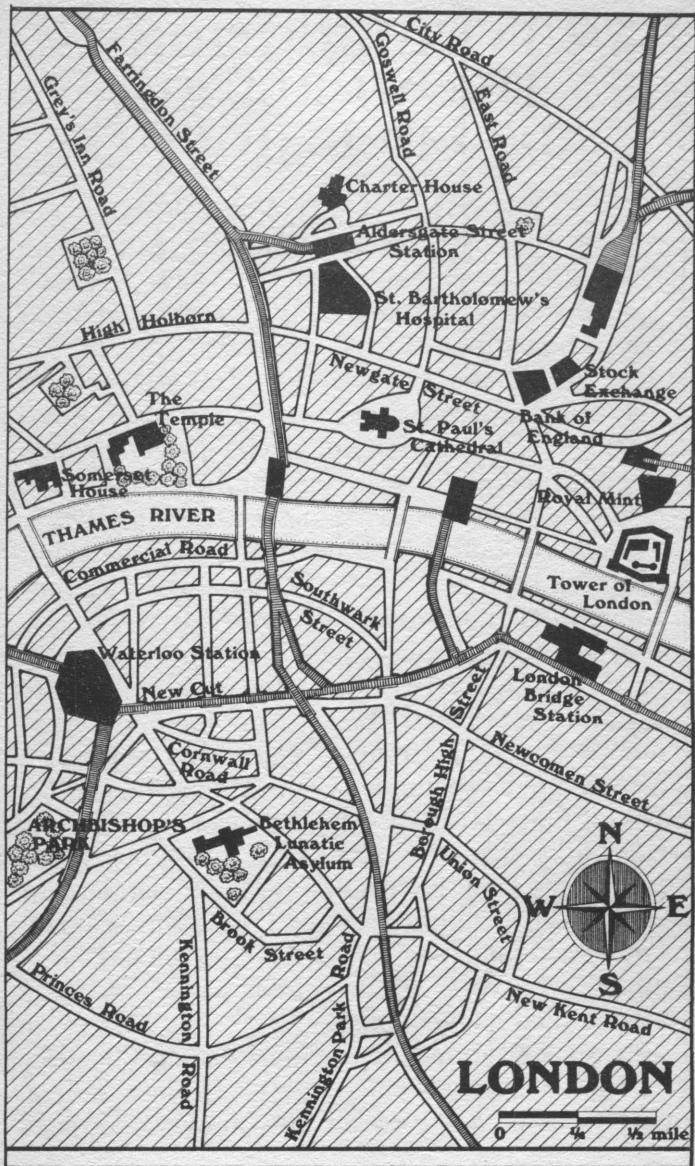 City Road
Farringdon Street
Goswell Road
East Road
Grey's Inn Road
Charter House
Aldersgate Street
Station
St. Bartholomew's
Hospital
High Holborn
Newgate Street
Stock
Exchange
The
Temple
Bank of
England
St. Paul's
Cathedral
Somerset
House
Royal Mint
THAMES RIVER
Commercial Road
Tower of
London
Southwark
Street
Waterloo Station
New Cut
London
Bridge
Station
Cornwall
Road
Borough High Street
Newcomen Street
ARCHBISHOP'S
PARK
Bethlehem
Lunatic
Asylum
Union Street
N
W
E
S
Brook Street
Princes Road
Kennington
Road
Kennington Park Road
New Kent Road
LONDON
0 ¼ ½ mile